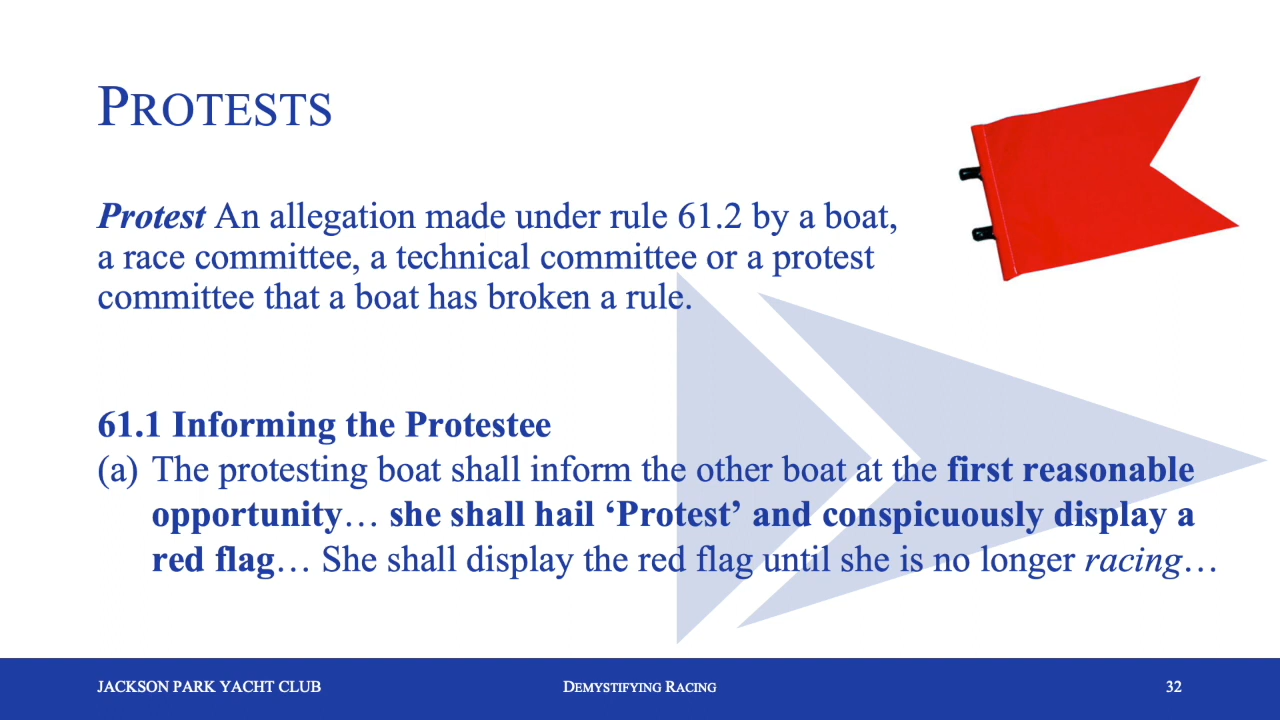 PROTESTS
Protest An allegation made under rule 61.2 by a boat,
a race committee, a technical committee or a protest
committee that a boat has broken a rule.
61.1 Informing the Protestee
(a) The protesting boat shall inform the other boat at the first reasonable
opportunity… she shall hail ‘Protest’ and conspicuously display a
red flag… She shall display the red flag until she is no longer racing…
JACKSON PARK YACHT CLUB
DEMYSTIFYING RACING
32